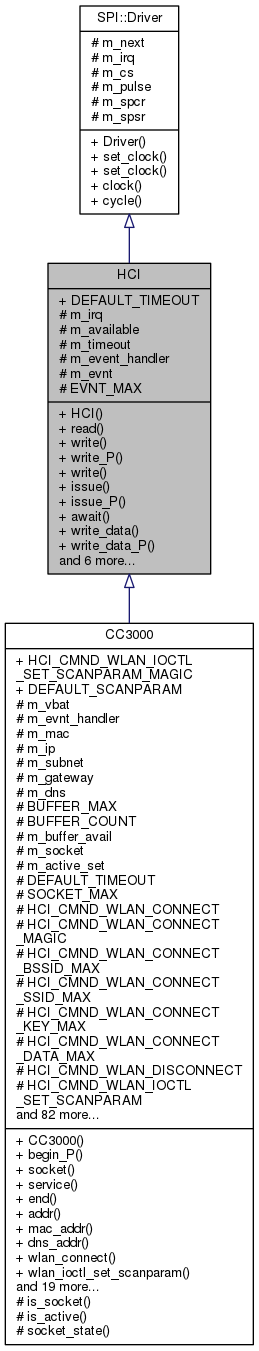 SPI::Driver
# m_next
# m_irq
# m_cs
# m_pulse
# m_spcr
# m_spsr
+ Driver()
+ set_clock()
+ set_clock()
+ clock()
+ cycle()
HCI
+ DEFAULT_TIMEOUT
# m_irq
# m_available
# m_timeout
# m_event_handler
# m_evnt
# EVNT_MAX
+ HCI()
+ read()
+ write()
+ write_P()
+ write()
+ issue()
+ issue_P()
+ await()
+ write_data()
+ write_data_P()
and 6 more...
CC3000
+ HCI_CMND_WLAN_IOCTL
_SET_SCANPARAM_MAGIC
+ DEFAULT_SCANPARAM
# m_vbat
# m_evnt_handler
# m_mac
# m_ip
# m_subnet
# m_gateway
# m_dns
# BUFFER_MAX
# BUFFER_COUNT
# m_buffer_avail
# m_socket
# m_active_set
# DEFAULT_TIMEOUT
# SOCKET_MAX
# HCI_CMND_WLAN_CONNECT
# HCI_CMND_WLAN_CONNECT
_MAGIC
# HCI_CMND_WLAN_CONNECT
_BSSID_MAX
# HCI_CMND_WLAN_CONNECT
_SSID_MAX
# HCI_CMND_WLAN_CONNECT
_KEY_MAX
# HCI_CMND_WLAN_CONNECT
_DATA_MAX
# HCI_CMND_WLAN_DISCONNECT
# HCI_CMND_WLAN_IOCTL
_SET_SCANPARAM
and 82 more...
+ CC3000()
+ begin_P()
+ socket()
+ service()
+ end()
+ addr()
+ mac_addr()
+ dns_addr()
+ wlan_connect()
+ wlan_ioctl_set_scanparam()
and 19 more...
# is_socket()
# is_active()
# socket_state()